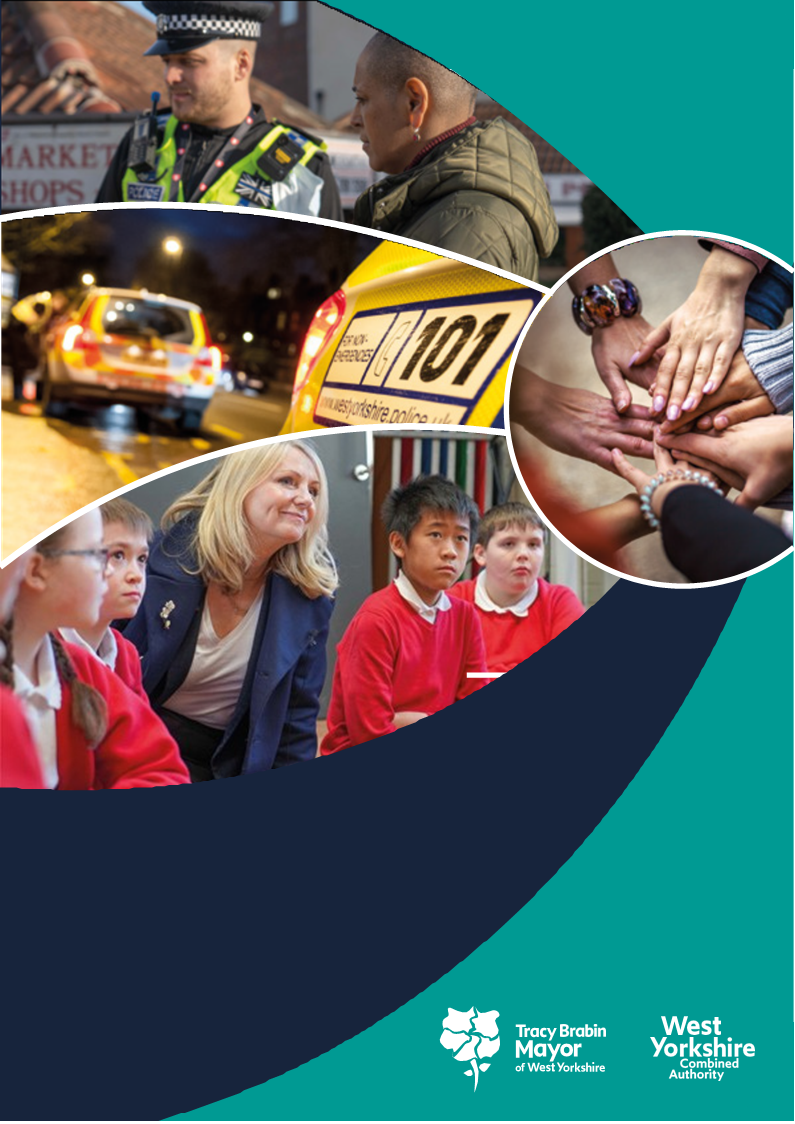 MARKET
SHOPS
POLICE
FOR NON-
EMERGENCIES
101
www.westyorkshire.police.uk
Tracy Brabin
Mayor
of West Yorkshire
West
Yorkshire
Combined
Authority